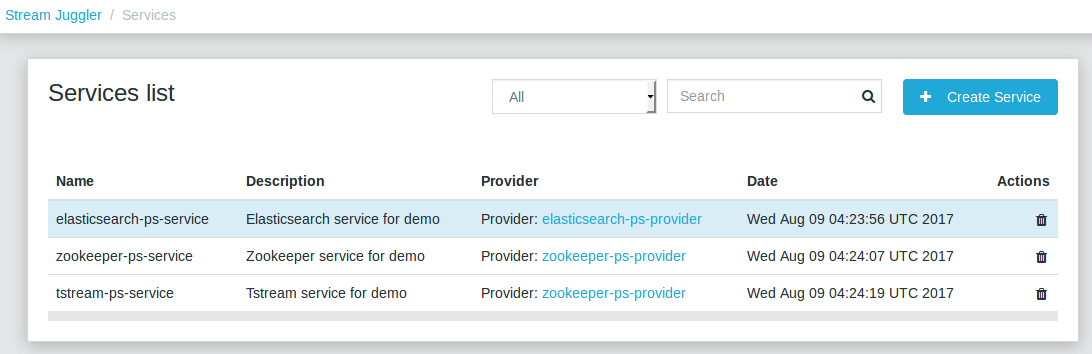 Stream Juggler / Services
Services list
All
Search
+ Create Service
Name Description Provider Date Actions
elasticsearch-ps-service Elasticsearch service for demo Provider: elasticsearch-ps-provider Wed Aug 09 04:23:56 UTC 2017
zookeeper-ps-service Zookeeper service for demo Provider: zookeeper-ps-provider Wed Aug 09 04:24:07 UTC 2017
tstream-ps-service Tstream service for demo Provider: zookeeper-ps-provider Wed Aug 09 04:24:19 UTC 2017